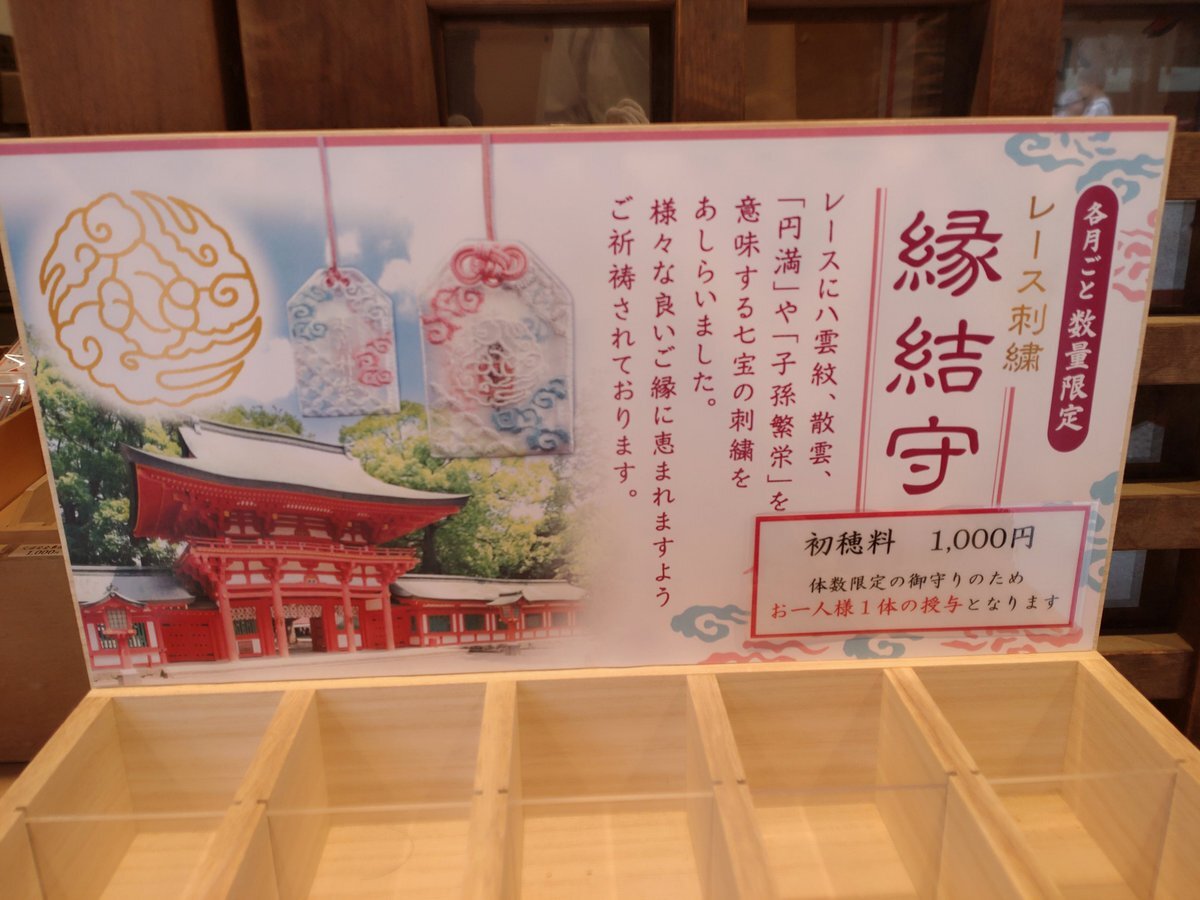 各月ごと 数量限定
レース刺繍
縁結守
レースに八雲紋、散雲、
「円満」や「子孫繁栄」を
意味する七宝の刺繍を
あしらいました。
様々な良いご縁に恵まれますよう
ご祈祷されております。
初穂料 1,000円
体数限定の御守りのため
お一人様１体の授与となります